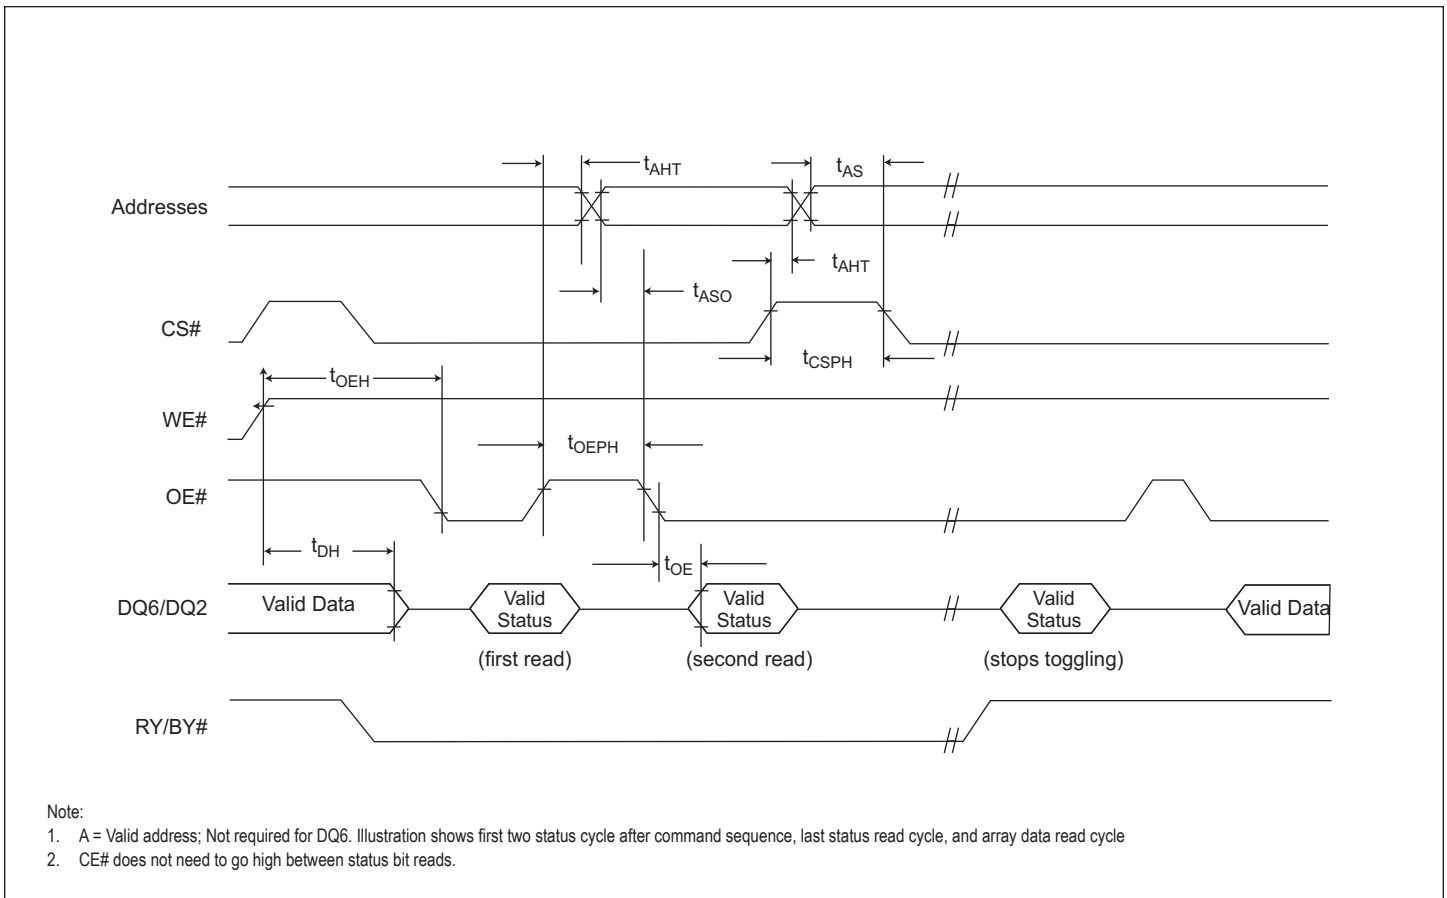 tAHT
tAS
Addresses
tAHT
tASO
CS#
tCSPH
tOEH
WE#
tOEPH
OE#
tDH
tOE
DQ6/DQ2
Valid Data
Valid
Status
Valid
Status
Valid
Status
Valid Data
(first read)
(second read)
(stops toggling)
RY/BY#
Note:
1. A = Valid address; Not required for DQ6. Illustration shows first two status cycle after command sequence, last status read cycle, and array data read cycle
2. CE# does not need to go high between status bit reads.